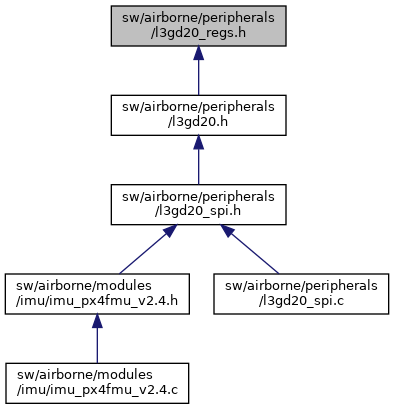 sw/airborne/peripherals
/l3gd20_regs.h
sw/airborne/peripherals
/l3gd20.h
sw/airborne/peripherals
/l3gd20_spi.h
sw/airborne/modules
/imu/imu_px4fmu_v2.4.h
sw/airborne/peripherals
/l3gd20_spi.c
sw/airborne/modules
/imu/imu_px4fmu_v2.4.c